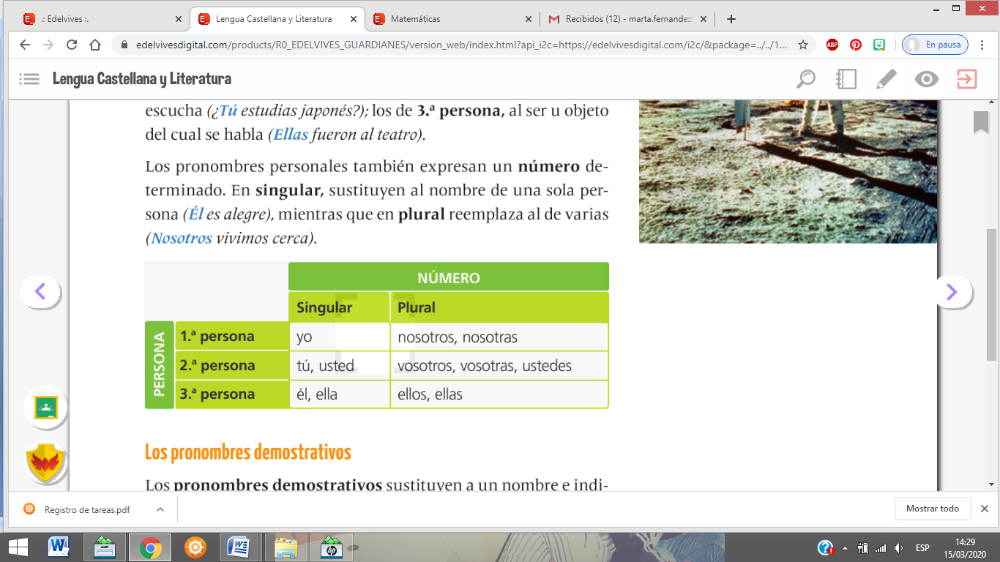 .: Edelvives :.
Lengua Castellana y Literatura
Matemáticas
Recibidos (12) - marta.fernandez
edelvivesdigital.com/products/R0_EDELVIVES_GUARDIANES/version_web/index.html?api_i2c=https://edelvivesdigital.com/i2c/&package=../../1...
ABP
En pausa
Lengua Castellana y Literatura
escucha (¿Tú estudias japonés?); los de 3.ª persona, al ser u objeto
del cual se habla (Ellas fueron al teatro).
Los pronombres personales también expresan un número de-
terminado. En singular, sustituyen al nombre de una sola per-
sona (Él es alegre), mientras que en plural reemplaza al de varias
(Nosotros vivimos cerca).
NÚMERO
Singular Plural
PERSONA
1.ª persona yo nosotros, nosotras
2.ª persona tú, usted vosotros, vosotras, ustedes
3.ª persona él, ella ellos, ellas
Los pronombres demostrativos
Los pronombres demostrativos sustituyen a un nombre e indi-
Registro de tareas.pdf
Mostrar todo
ESP
14:29
15/03/2020